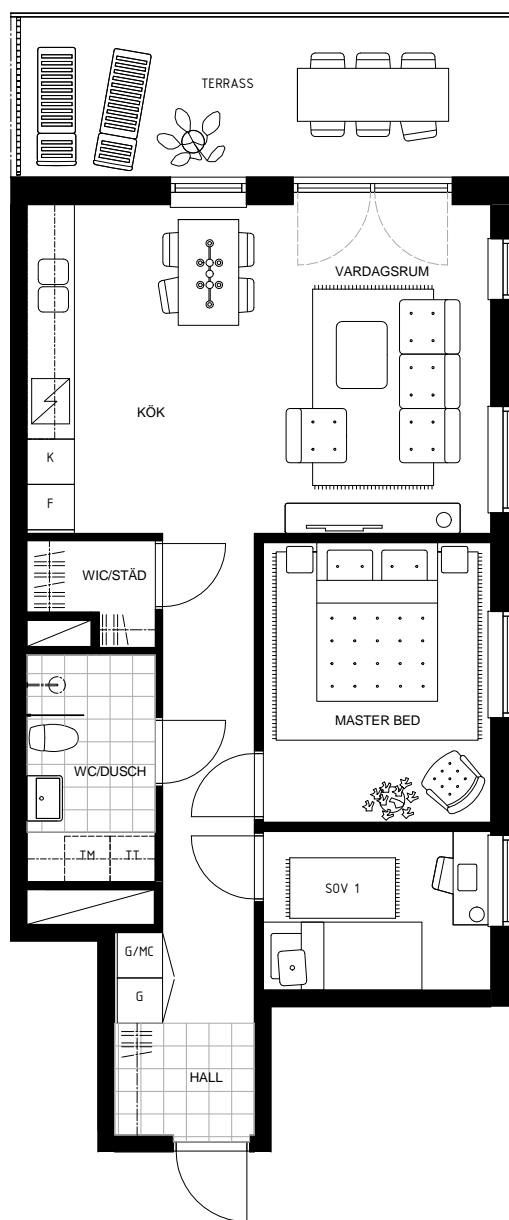 TERRASS
VARDAGSRUM
KÖK
K
F
WIC/STÄD
MASTER BED
WC/DUSCH
TM TT
SOV 1
G/MC
G
HALL